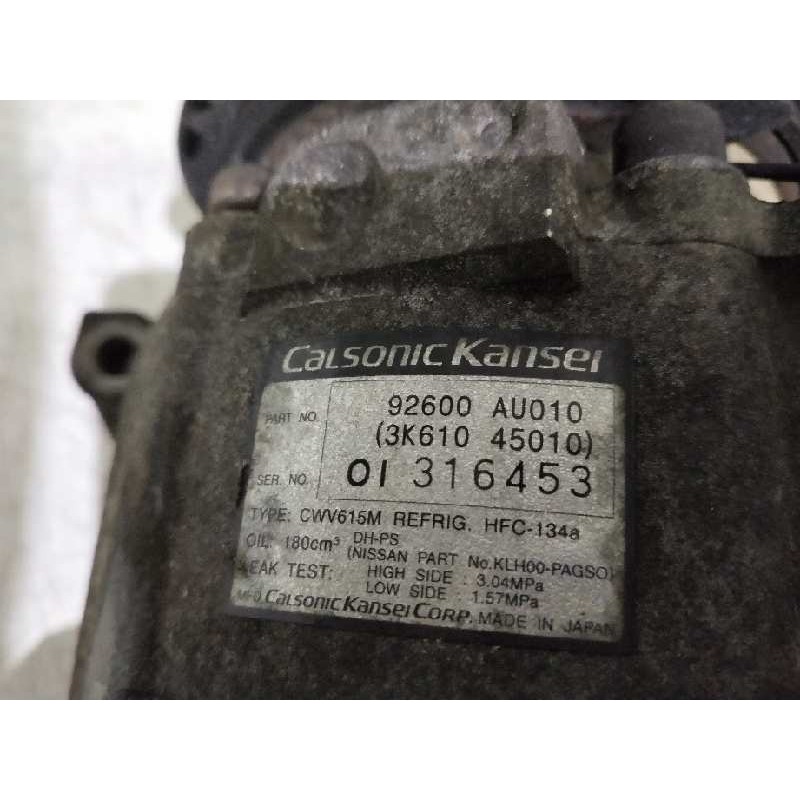 CALSONIC KANSEI
PART NO. 92600 AU010
(3K610 45010)
SER. NO. 01 316453
TYPE: CWV615M REFRIG. HFC-134a
OIL: 180cm³ DH-PS
(NISSAN PART No.KLH00-PAGS0)
LEAK TEST: HIGH SIDE : 3.04MPa
LOW SIDE : 1.57MPa
MFD CALSONIC KANSEI CORP. MADE IN JAPAN